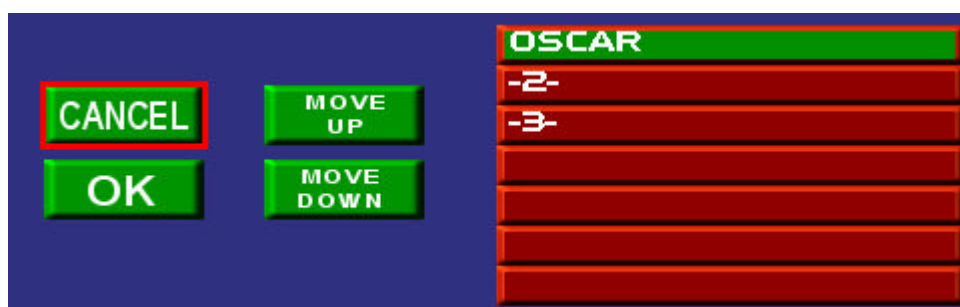 CANCEL
OK
MOVE
UP
MOVE
DOWN
OSCAR
-2-
-3-